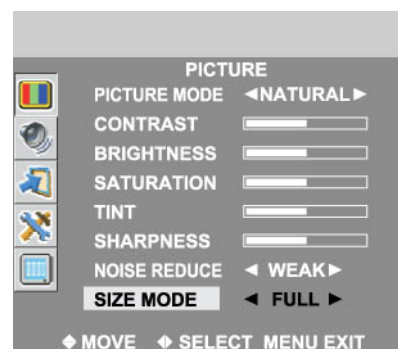 PICTURE
PICTURE MODE ◄NATURAL►
CONTRAST
BRIGHTNESS
SATURATION
TINT
SHARPNESS
NOISE REDUCE ◄ WEAK►
SIZE MODE ◄ FULL ►
MOVE SELECT MENU EXIT